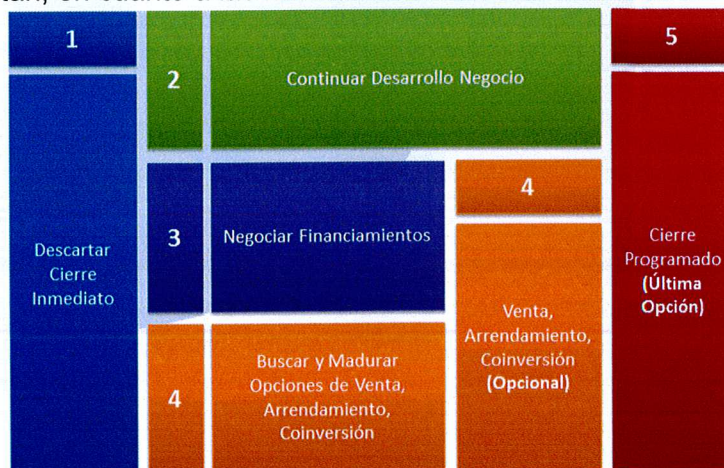 1
Descartar
Cierre
Inmediato
2
Continuar Desarrollo Negocio
3
Negociar Financiamientos
4
Buscar y Madurar
Opciones de Venta,
Arrendamiento,
Coinversión
4
Venta,
Arrendamiento,
Coinversión
(Opcional)
5
Cierre
Programado
(Última
Opción)